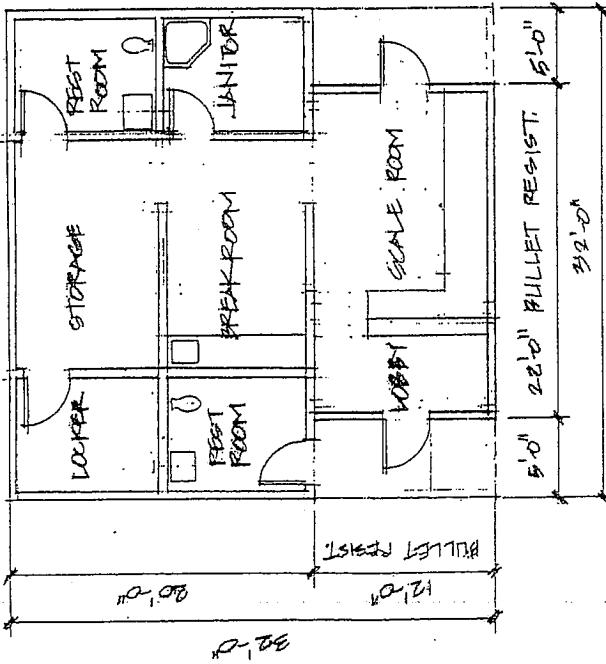 REST
ROOM
JANITOR
STORAGE
BREAK ROOM
SCALE ROOM
LOCKER
REST
ROOM
LOBBY
5'-0"
22'-0" BULLET RESIST.
5'-0"
32'-0"
BULLET RESIST.
20'-0"
12'-0"
32'-0"